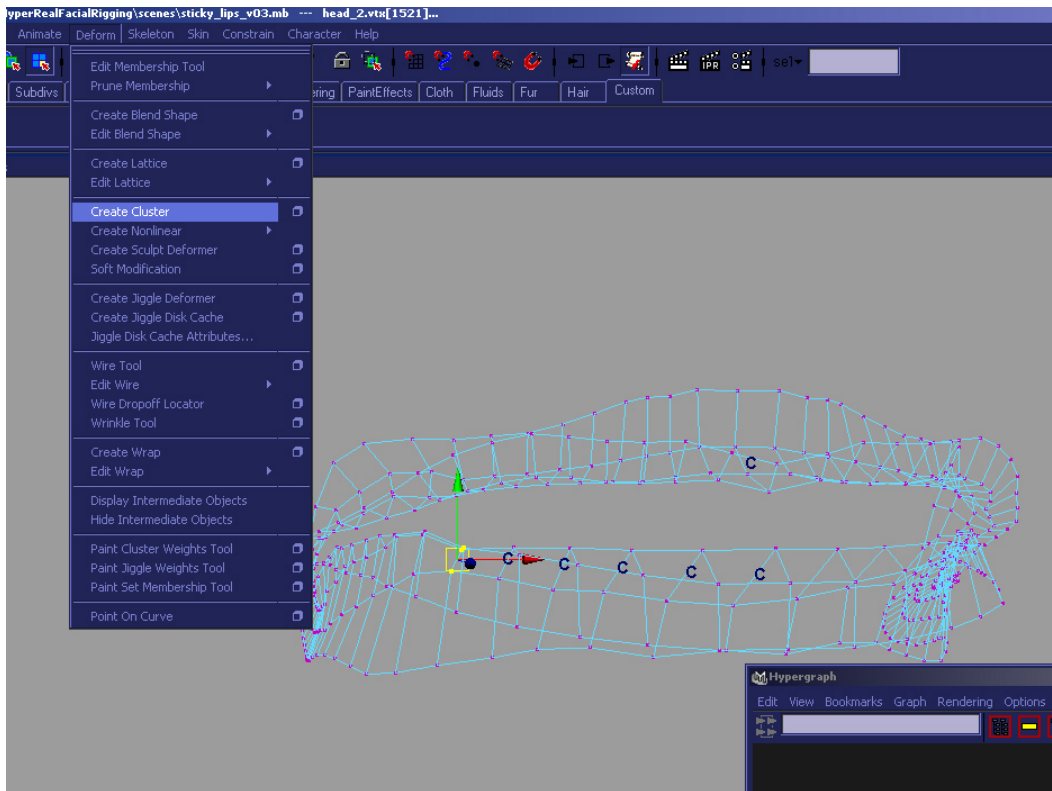 HyperRealFacialRigging\scenes\sticky_lips_v03.mb --- head_2.vtx[1521]...
Animate Deform Skeleton Skin Constrain Character Help
IPR sel
Subdivs ering PaintEffects Cloth Fluids Fur Hair Custom
Edit Membership Tool
Prune Membership
Create Blend Shape
Edit Blend Shape
Create Lattice
Edit Lattice
Create Cluster
Create Nonlinear
Create Sculpt Deformer
Soft Modification
Create Jiggle Deformer
Create Jiggle Disk Cache
Jiggle Disk Cache Attributes...
Wire Tool
Edit Wire
Wire Dropoff Locator
Wrinkle Tool
Create Wrap
Edit Wrap
Display Intermediate Objects
Hide Intermediate Objects
Paint Cluster Weights Tool
Paint Jiggle Weights Tool
Paint Set Membership Tool
Point On Curve
C
C C C C C
Hypergraph
Edit View Bookmarks Graph Rendering Options